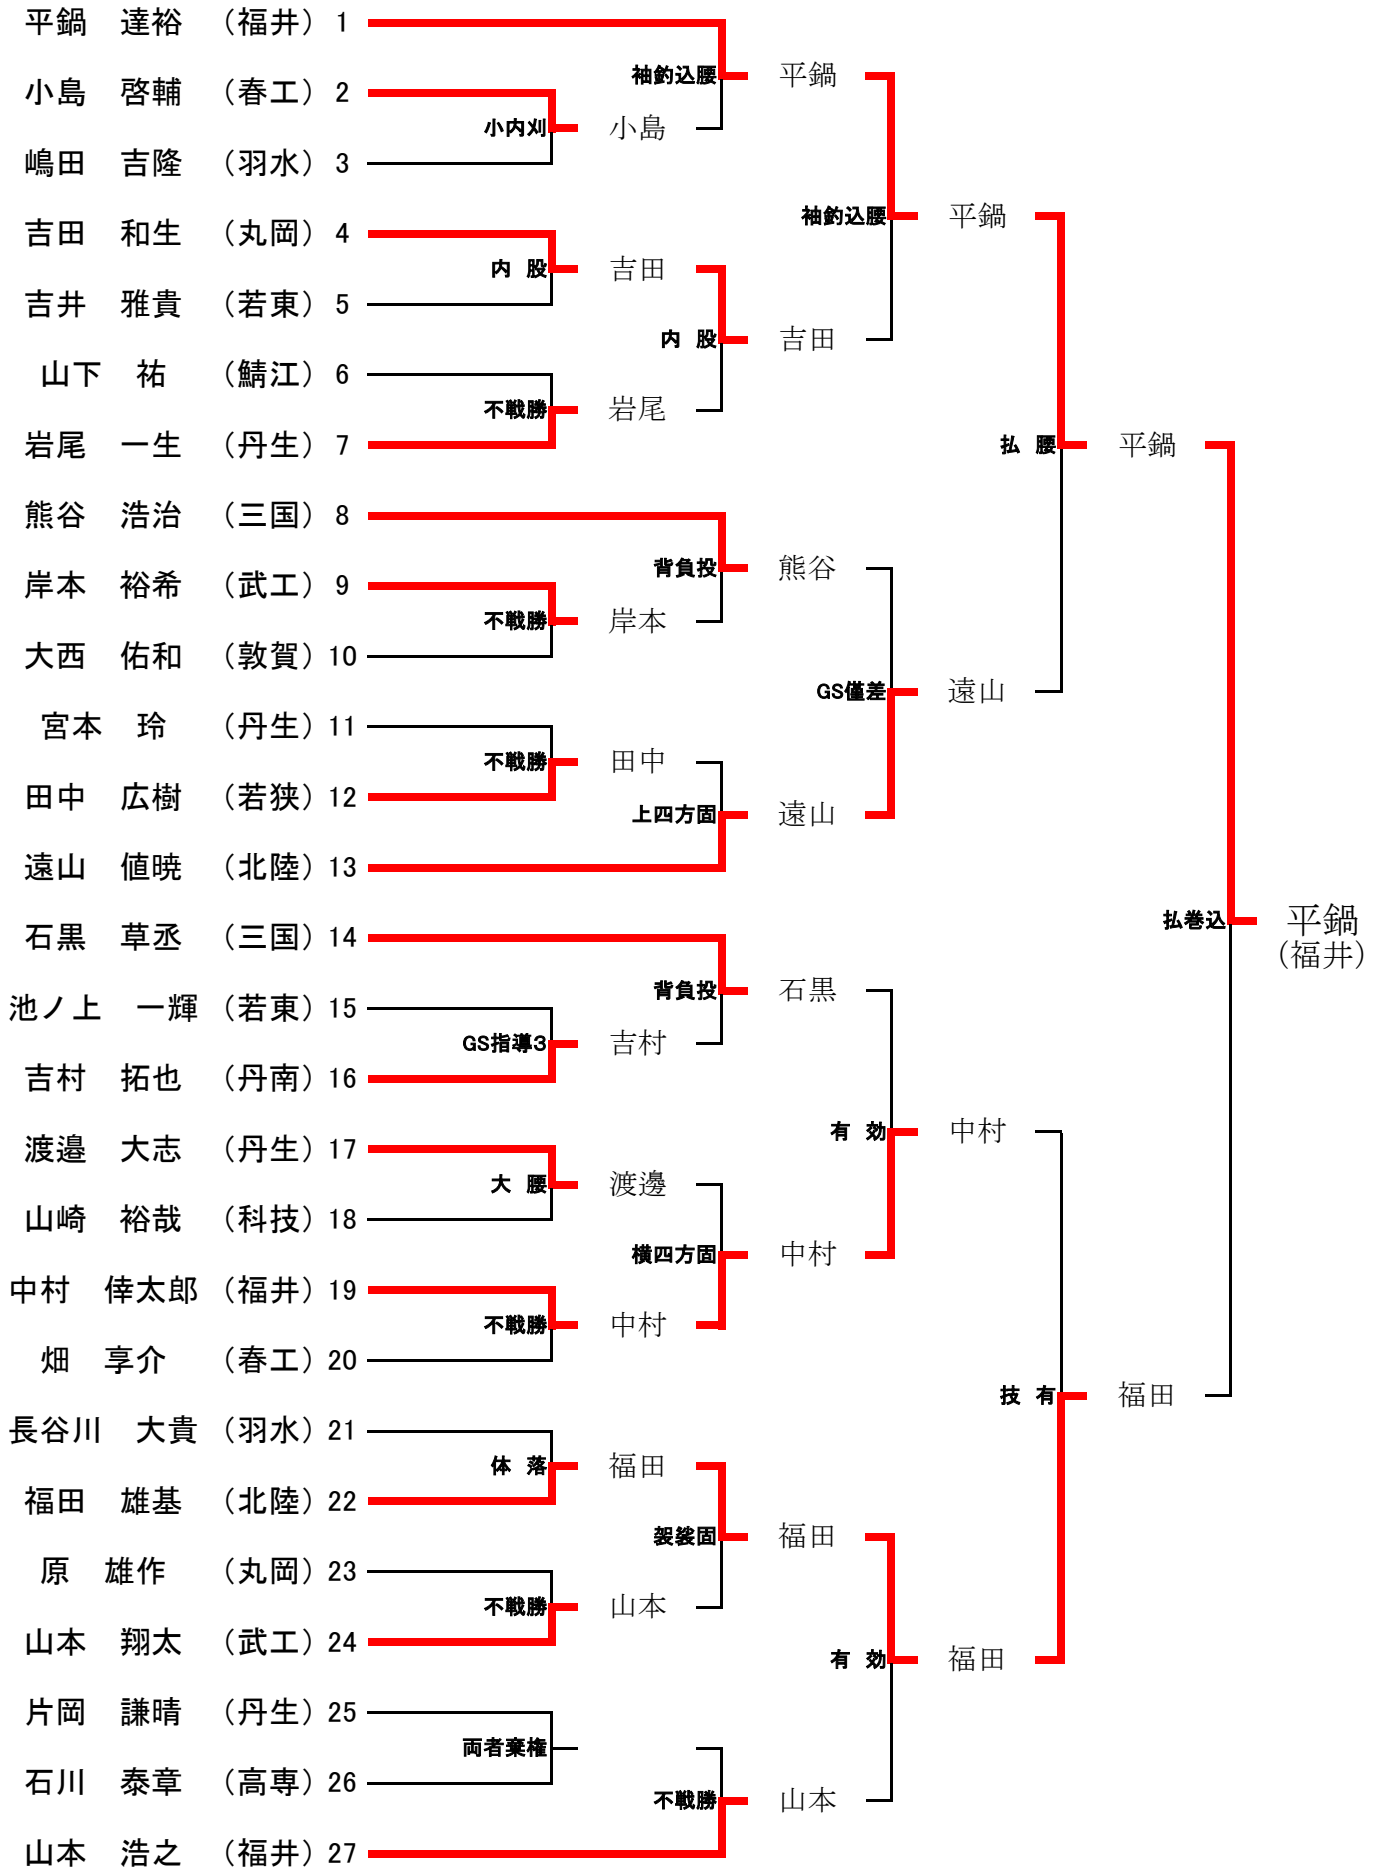 平鍋　達裕　（福井） 1
袖釣込腰　平鍋
小島　啓輔　（春工） 2
小内刈　小島
嶋田　吉隆　（羽水） 3
袖釣込腰　平鍋
吉田　和生　（丸岡） 4
内　股　吉田
吉井　雅貴　（若東） 5
内　股　吉田
山下　祐　（鯖江） 6
不戦勝　岩尾
岩尾　一生　（丹生） 7
払　腰　平鍋
熊谷　浩治　（三国） 8
背負投　熊谷
岸本　裕希　（武工） 9
不戦勝　岸本
大西　佑和　（敦賀） 10
GS僅差　遠山
宮本　玲　（丹生） 11
不戦勝　田中
田中　広樹　（若狭） 12
上四方固　遠山
遠山　値暁　（北陸） 13
払巻込　平鍋
（福井）
石黒　草丞　（三国） 14
背負投　石黒
池ノ上　一輝　（若東） 15
GS指導3　吉村
吉村　拓也　（丹南） 16
有　効　中村
渡邉　大志　（丹生） 17
大　腰　渡邊
山崎　裕哉　（科技） 18
横四方固　中村
中村　倖太郎　（福井） 19
不戦勝　中村
畑　享介　（春工） 20
技　有　福田
長谷川　大貴　（羽水） 21
体　落　福田
福田　雄基　（北陸） 22
袈裟固　福田
原　雄作　（丸岡） 23
不戦勝　山本
山本　翔太　（武工） 24
有　効　福田
片岡　謙晴　（丹生） 25
両者棄権
石川　泰章　（高専） 26
不戦勝　山本
山本　浩之　（福井） 27